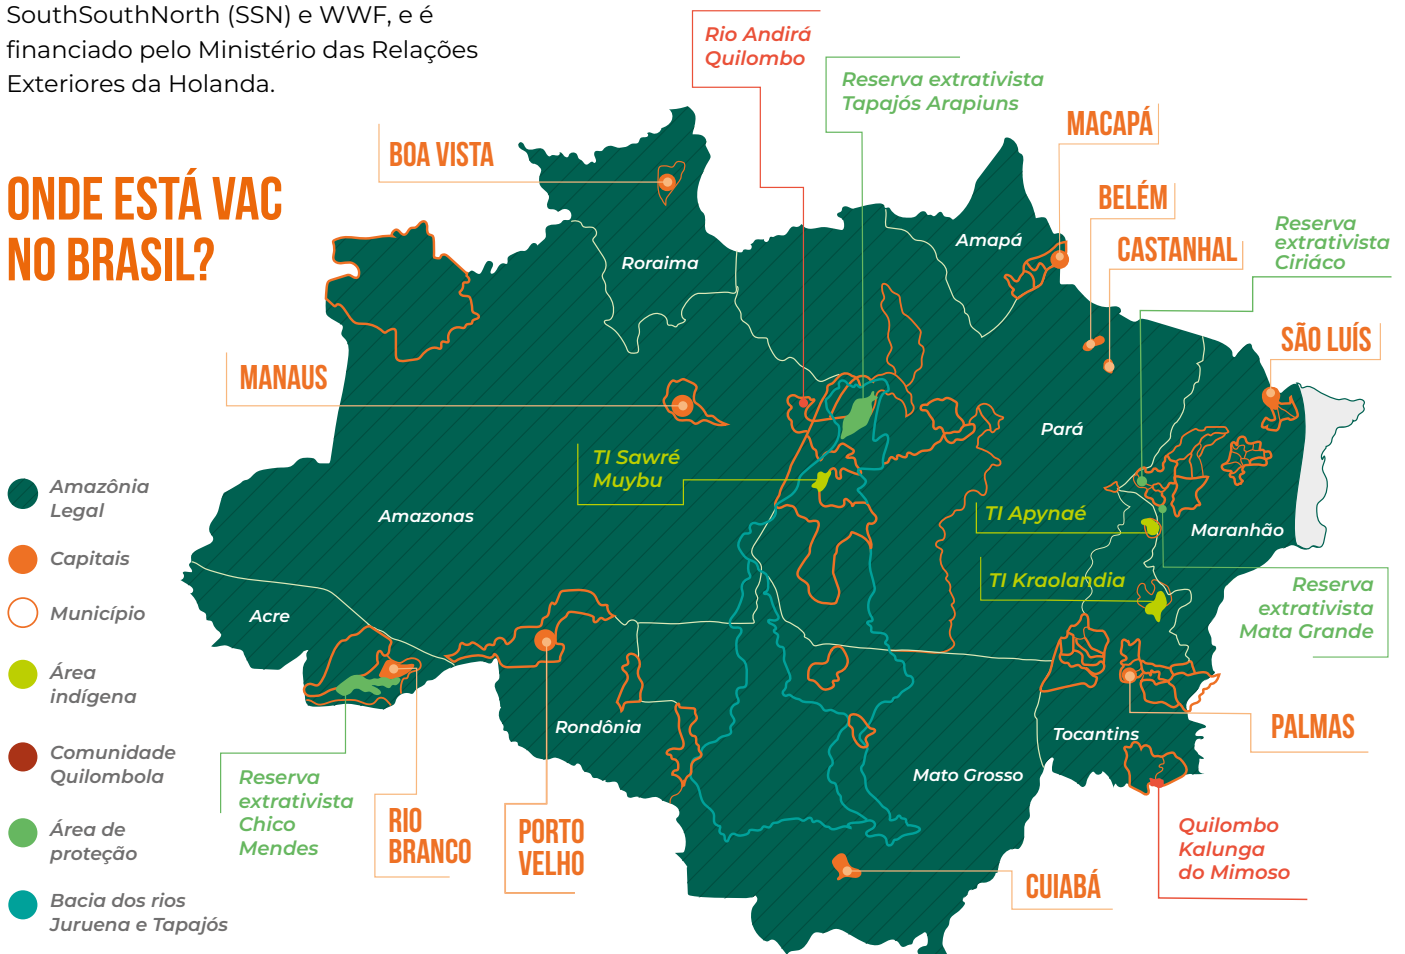 SouthSouthNorth (SSN) e WWF, e é
financiado pelo Ministério das Relações
Exteriores da Holanda.
ONDE ESTÁ VAC
NO BRASIL?
Rio Andirá
Quilombo
Reserva extrativista
Tapajós Arapiuns
MACAPÁ
BOA VISTA
BELÉM
CASTANHAL
Reserva
extrativista
Ciriáco
SÃO LUÍS
MANAUS
Roraima
Amapá
Pará
TI Sawré
Muybu
Amazonas
TI Apynaé
Maranhão
TI Kraolandia
Reserva
extrativista
Mata Grande
Acre
Rondônia
Tocantins
Mato Grosso
PALMAS
Reserva
extrativista
Chico
Mendes
RIO
BRANCO
PORTO
VELHO
CUIABÁ
Quilombo
Kalunga
do Mimoso
Amazônia
Legal
Capitais
Município
Área
indígena
Comunidade
Quilombola
Área de
proteção
Bacia dos rios
Juruena e Tapajós